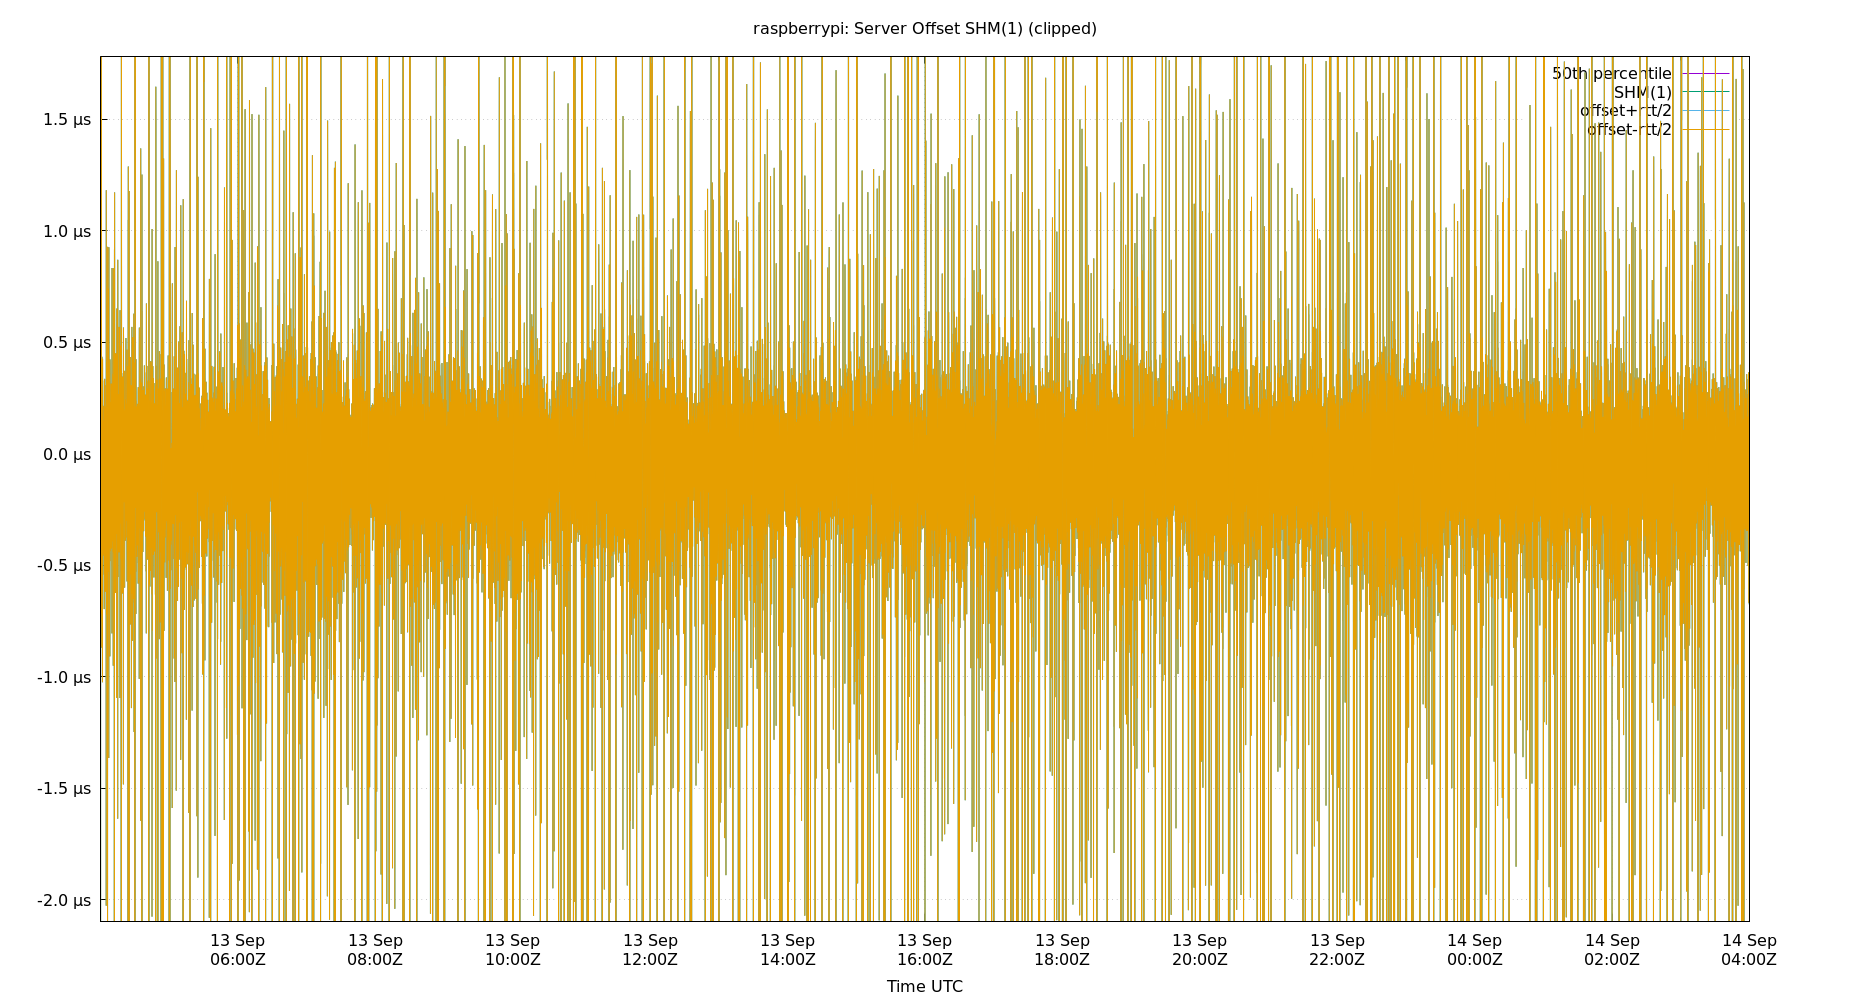 raspberrypi: Server Offset SHM(1) (clipped)
50th percentile
SHM(1)
offset+rtt/2
offset-rtt/2
1.5 µs
1.0 µs
0.5 µs
0.0 µs
-0.5 µs
-1.0 µs
-1.5 µs
-2.0 µs
13 Sep 13 Sep 13 Sep 13 Sep 13 Sep 13 Sep 13 Sep 13 Sep 13 Sep 14 Sep 14 Sep 14 Sep
06:00Z 08:00Z 10:00Z 12:00Z 14:00Z 16:00Z 18:00Z 20:00Z 22:00Z 00:00Z 02:00Z 04:00Z
Time UTC